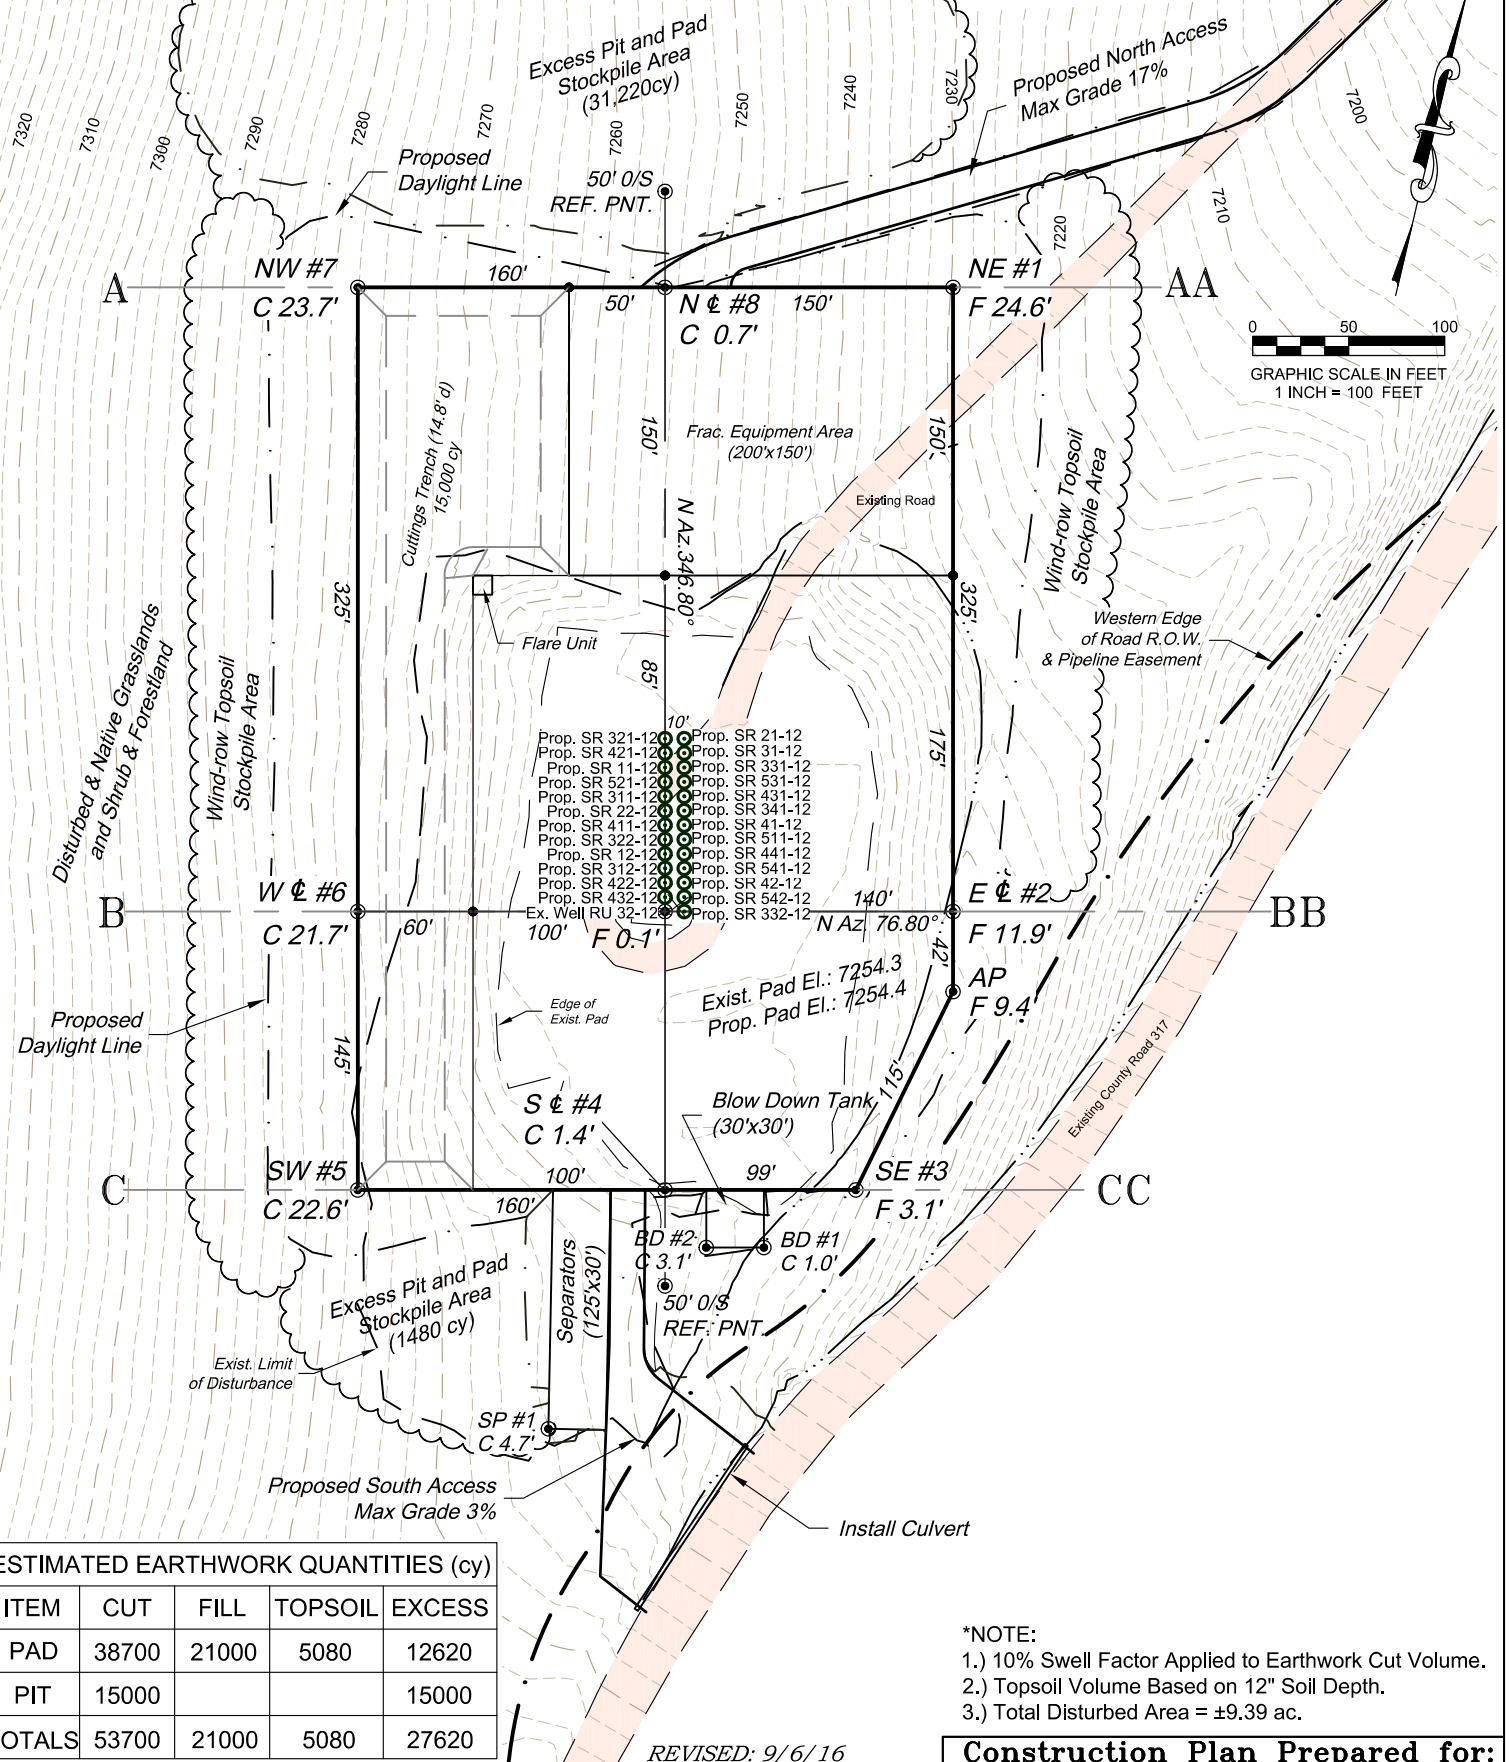 Excess Pit and Pad
Stockpile Area
(31,220cy)
Proposed North Access
Max Grade 17%
7320
7310
7300
7290
7280
7270
7260
7250
7240
7230
7200
7210
7220
Proposed
Daylight Line
50' O/S
REF. PNT.
A
NW #7
C 23.7'
160'
50'
N ℄ #8
C 0.7'
150'
NE #1
F 24.6'
AA
0 50 100
GRAPHIC SCALE IN FEET
1 INCH = 100 FEET
Cuttings Trench (14.8' d)
15,000 cy
150'
Frac. Equipment Area
(200'x150')
150'
Existing Road
N Az.346.80°
Wind-row Topsoil
Stockpile Area
325'
325'
Flare Unit
85'
Western Edge
of Road R.O.W.
& Pipeline Easement
Disturbed & Native Grasslands
and Shrub & Forestland
Wind-row Topsoil
Stockpile Area
175'
10'
Prop. SR 321-12 Prop. SR 21-12
Prop. SR 421-12 Prop. SR 31-12
Prop. SR 11-12 Prop. SR 331-12
Prop. SR 521-12 Prop. SR 531-12
Prop. SR 311-12 Prop. SR 431-12
Prop. SR 22-12 Prop. SR 341-12
Prop. SR 411-12 Prop. SR 41-12
Prop. SR 322-12 Prop. SR 511-12
Prop. SR 12-12 Prop. SR 441-12
Prop. SR 312-12 Prop. SR 541-12
Prop. SR 422-12 Prop. SR 42-12
Prop. SR 432-12 Prop. SR 542-12
Ex. Well RU 32-12 Prop. SR 332-12
B
W ℄ #6
C 21.7'
60'
100'
F 0.1'
140'
N Az. 76.80°
E ℄ #2
F 11.9'
BB
42'
AP
F 9.4'
Exist. Pad El.: 7254.3
Prop. Pad El.: 7254.4
Edge of
Exist. Pad
Proposed
Daylight Line
145'
115'
Existing County Road 317
S ℄ #4
C 1.4'
Blow Down Tank
(30'x30')
C
SW #5
C 22.6'
100'
160'
99'
SE #3
F 3.1'
CC
BD #2
C 3.1'
BD #1
C 1.0'
50' O/S
REF. PNT.
Separators
(125'x30')
Excess Pit and Pad
Stockpile Area
(1480 cy)
Exist. Limit
of Disturbance
SP #1
C 4.7'
Proposed South Access
Max Grade 3%
Install Culvert
ESTIMATED EARTHWORK QUANTITIES (cy)
ITEM CUT FILL TOPSOIL EXCESS
PAD 38700 21000 5080 12620
PIT 15000 15000
OTALS 53700 21000 5080 27620
*NOTE:
1.) 10% Swell Factor Applied to Earthwork Cut Volume.
2.) Topsoil Volume Based on 12" Soil Depth.
3.) Total Disturbed Area = ±9.39 ac.
REVISED: 9/6/16
Construction Plan Prepared for: